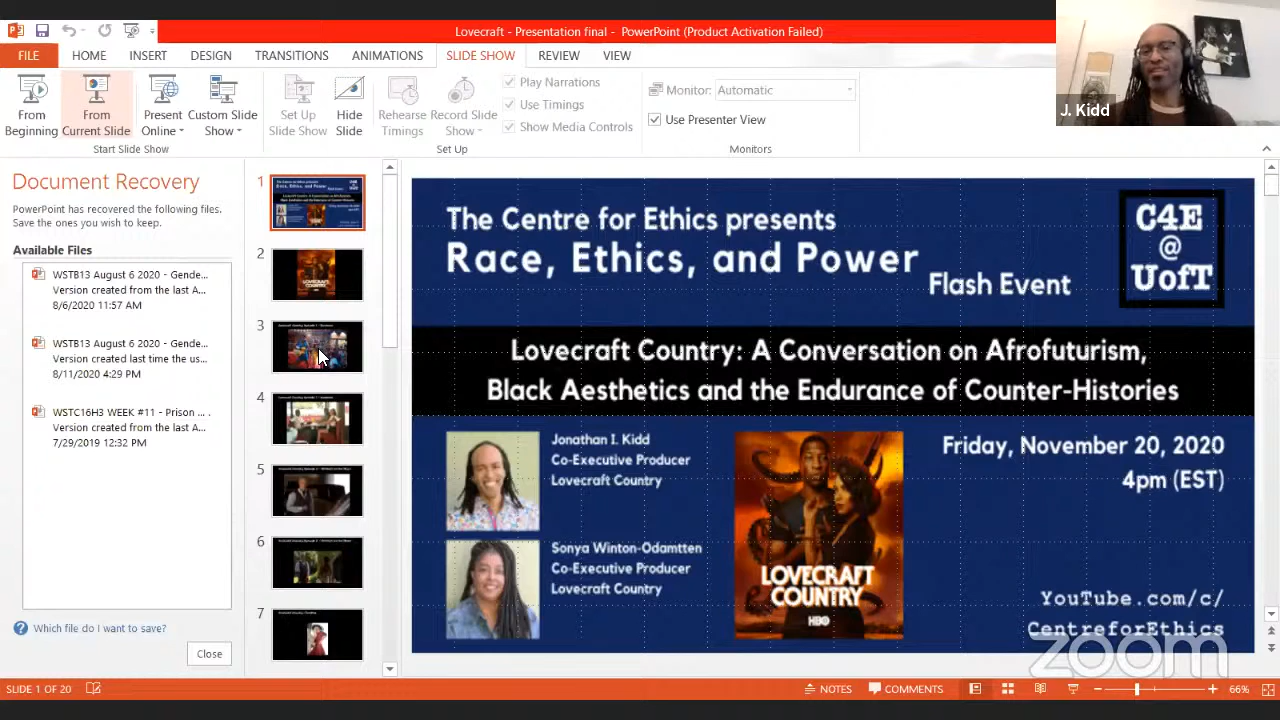 Lovecraft - Presentation final - PowerPoint (Product Activation Failed)
FILE
HOME
INSERT
DESIGN
TRANSITIONS
ANIMATIONS
SLIDE SHOW
REVIEW
VIEW
From Beginning
From Current Slide
Present Online
Custom Slide Show
Start Slide Show
Set Up Slide Show
Hide Slide
Rehearse Timings
Record Slide Show
Play Narrations
Use Timings
Show Media Controls
Set Up
Monitor: Automatic
Use Presenter View
Monitors
J. Kidd
Document Recovery
PowerPoint has recovered the following files.
Save the ones you wish to keep.
Available Files
WSTB13 August 6 2020 - Gende...
Version created from the last A...
8/6/2020 11:57 AM
WSTB13 August 6 2020 - Gende...
Version created last time the us...
8/11/2020 4:29 PM
WSTC16H3 WEEK #11 - Prison ...
Version created from the last A...
7/29/2019 12:32 PM
Which file do I want to save?
Close
1
2
3
4
5
6
7
The Centre for Ethics presents
Race, Ethics, and Power
Flash Event
C4E
@
UofT
Lovecraft Country: A Conversation on Afrofuturism,
Black Aesthetics and the Endurance of Counter-Histories
Jonathan I. Kidd
Co-Executive Producer
Lovecraft Country
Sonya Winton-Odamtten
Co-Executive Producer
Lovecraft Country
LOVECRAFT
COUNTRY
HBO
Friday, November 20, 2020
4pm (EST)
YouTube.com/c/
CentreforEthics
zoom
SLIDE 1 OF 20
NOTES
COMMENTS
66%